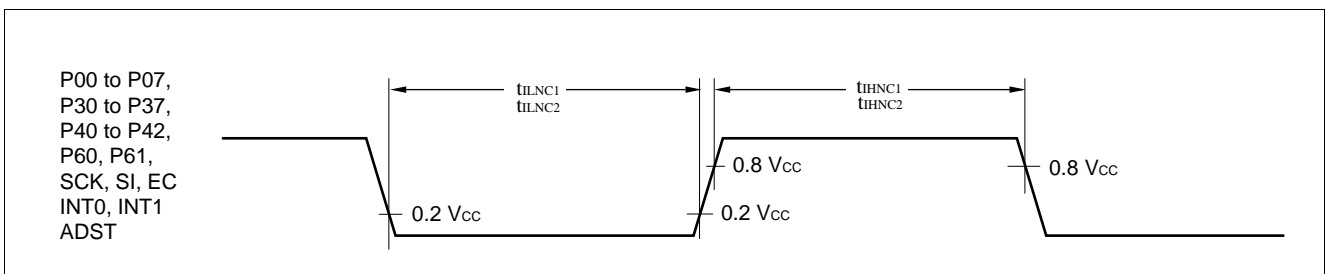 P00 to P07,
P30 to P37,
P40 to P42,
P60, P61,
SCK, SI, EC
INT0, INT1
ADST
tILNC1
tILNC2
tIHNC1
tIHNC2
0.8 VCC
0.8 VCC
0.2 VCC
0.2 VCC